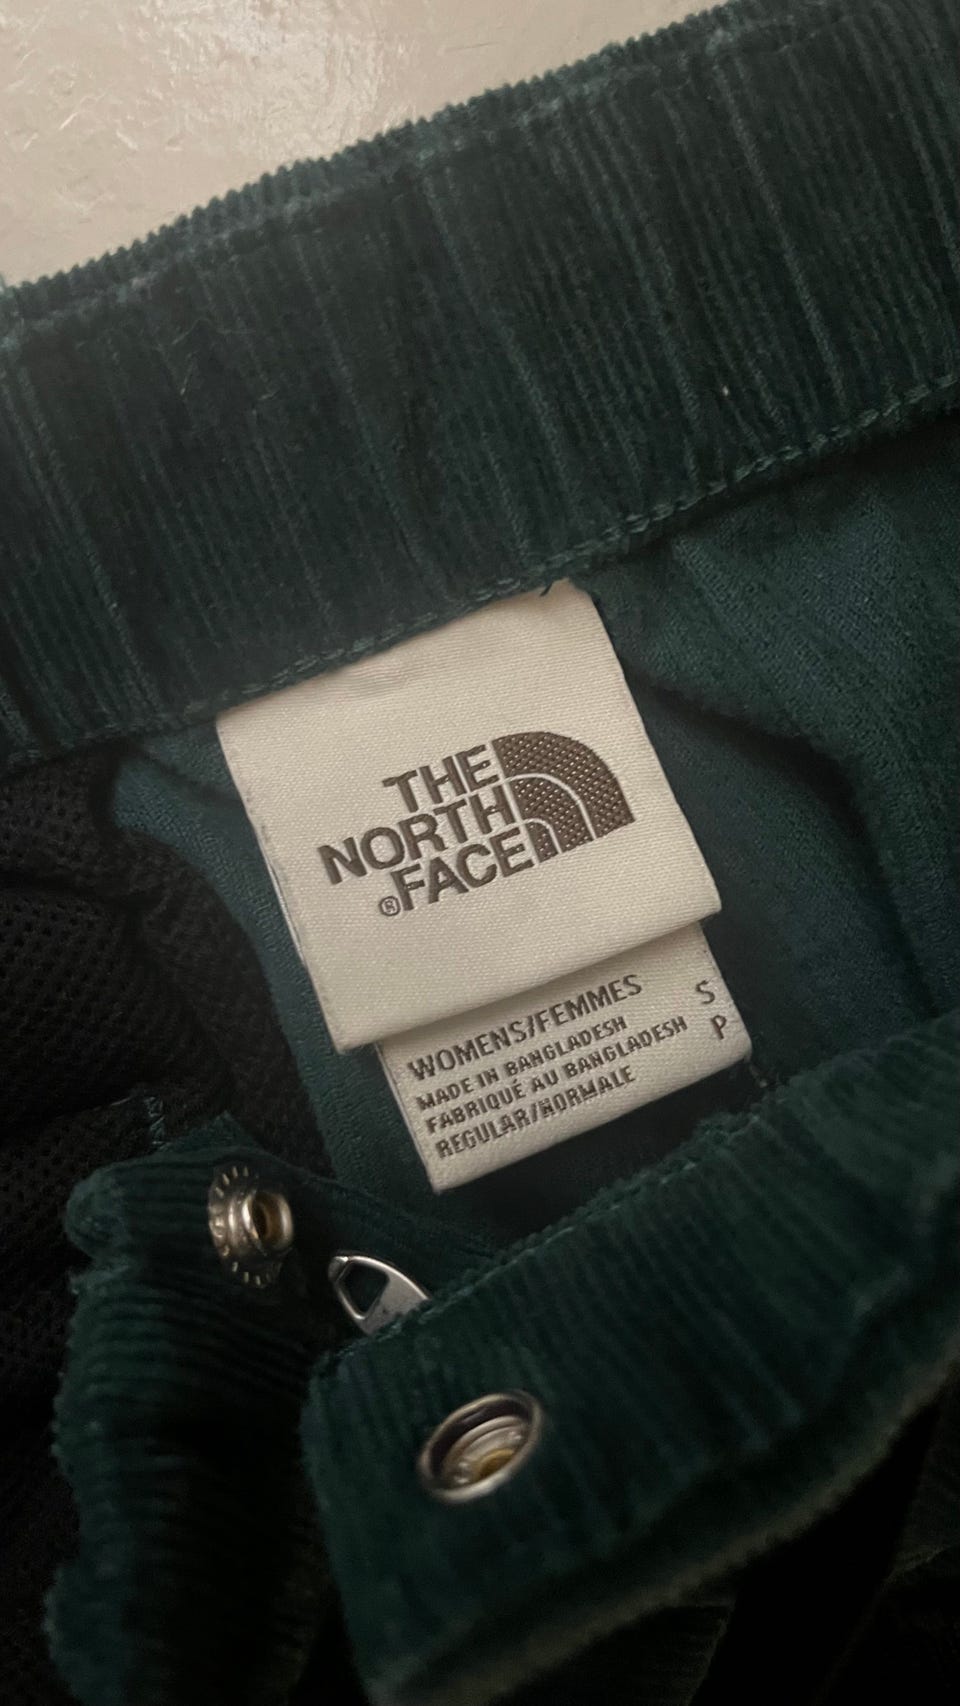 THE
NORTH
®FACE
WOMENS/FEMMES S
MADE IN BANGLADESH P
FABRIQUÉ AU BANGLADESH
REGULAR/NORMALE